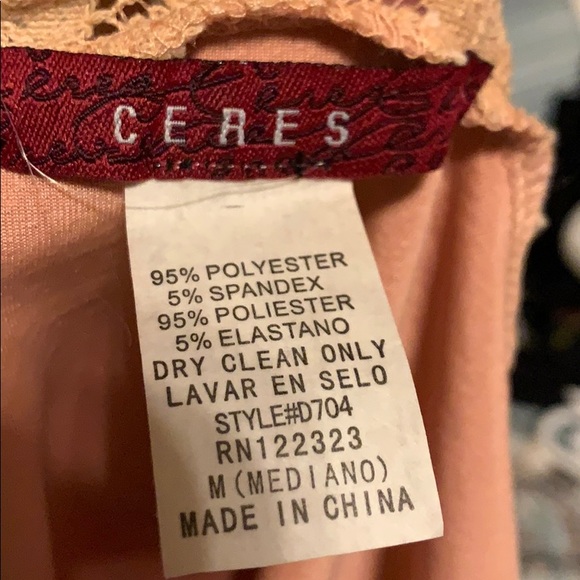 CERES
95% POLYESTER
5% SPANDEX
95% POLIESTER
5% ELASTANO
DRY CLEAN ONLY
LAVAR EN SELO
STYLE#D704
RN122323
M (MEDIANO)
MADE IN CHINA